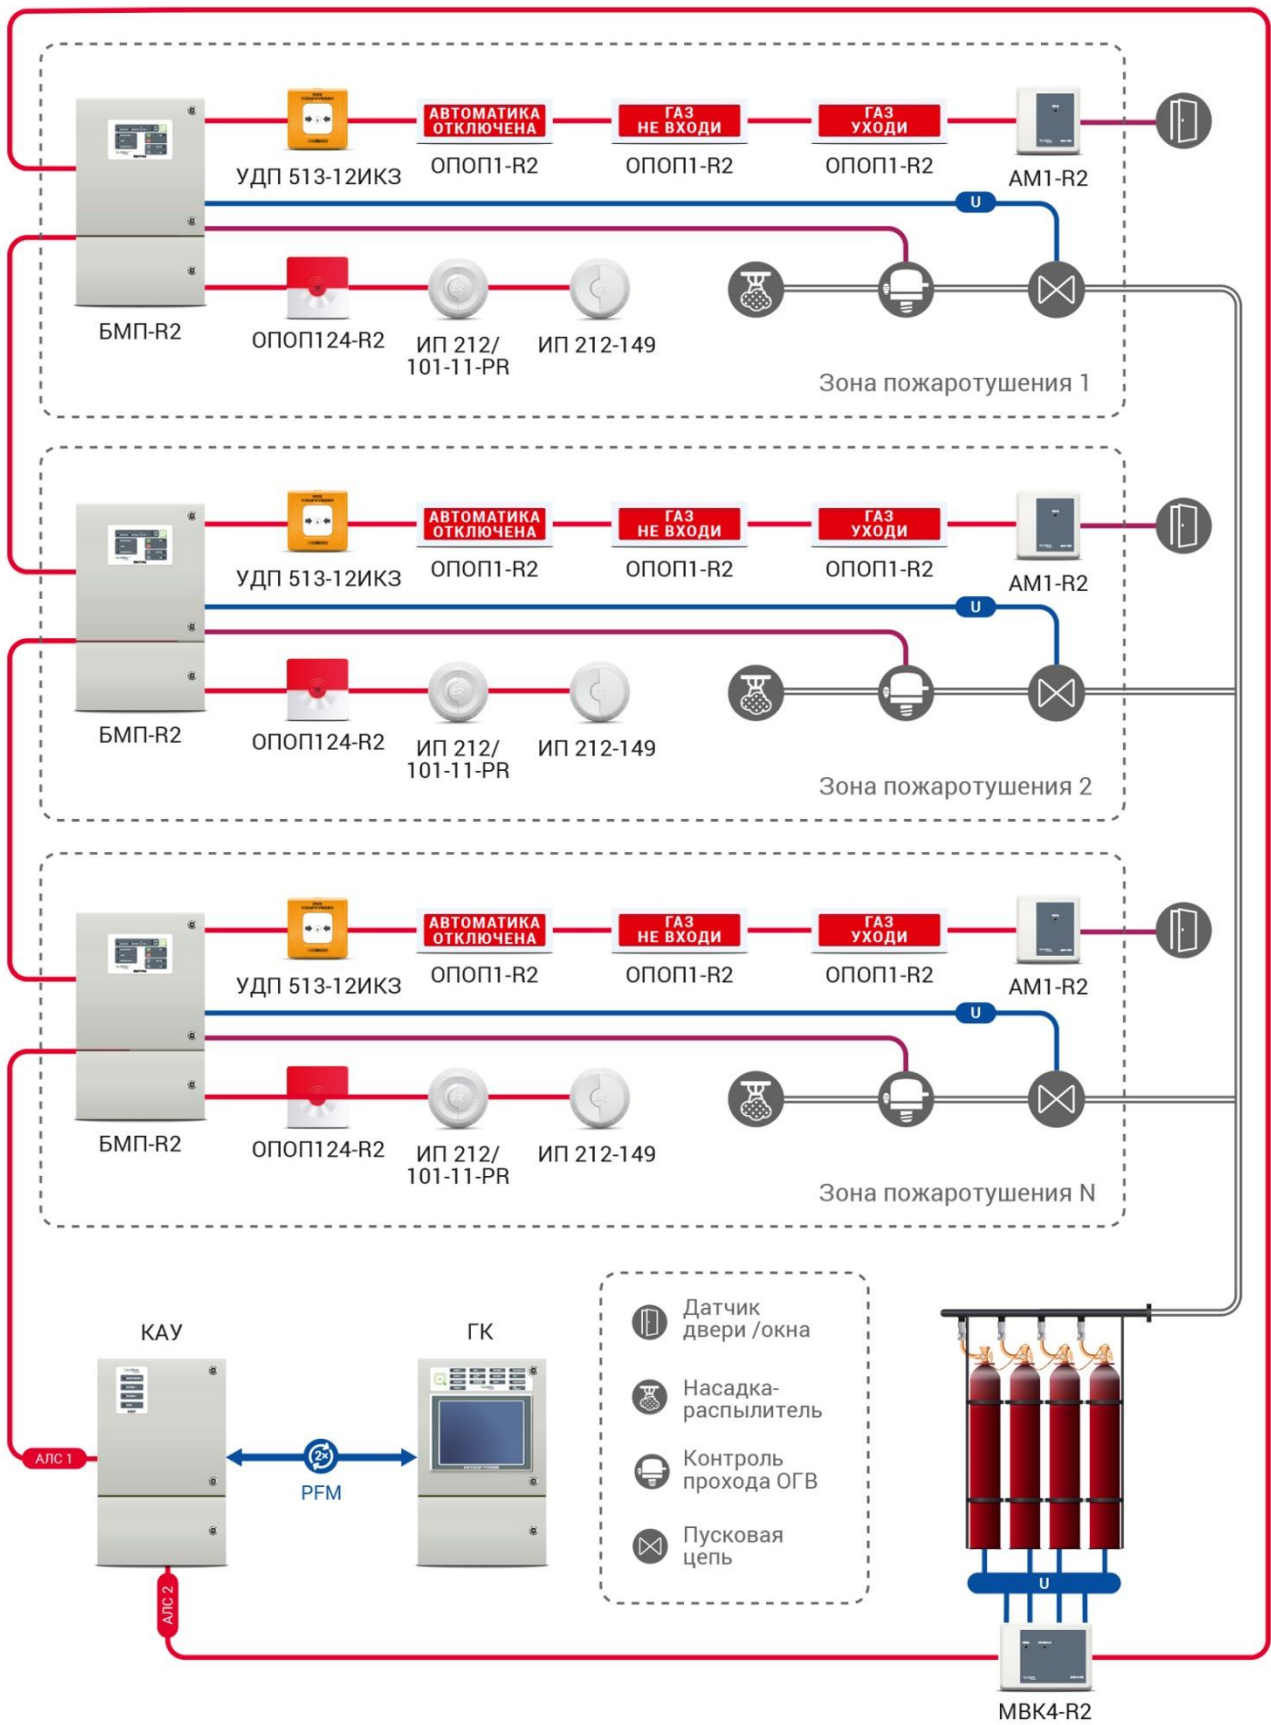 АВТОМАТИКА
ОТКЛЮЧЕНА
ГАЗ
НЕ ВХОДИ
ГАЗ
УХОДИ
УДП 513-12ИКЗ
ОПОП1-R2
ОПОП1-R2
ОПОП1-R2
АМ1-R2
U
БМП-R2
ОПОП124-R2
ИП 212/
101-11-PR
ИП 212-149
Зона пожаротушения 1
АВТОМАТИКА
ОТКЛЮЧЕНА
ГАЗ
НЕ ВХОДИ
ГАЗ
УХОДИ
УДП 513-12ИКЗ
ОПОП1-R2
ОПОП1-R2
ОПОП1-R2
АМ1-R2
U
БМП-R2
ОПОП124-R2
ИП 212/
101-11-PR
ИП 212-149
Зона пожаротушения 2
АВТОМАТИКА
ОТКЛЮЧЕНА
ГАЗ
НЕ ВХОДИ
ГАЗ
УХОДИ
УДП 513-12ИКЗ
ОПОП1-R2
ОПОП1-R2
ОПОП1-R2
АМ1-R2
U
БМП-R2
ОПОП124-R2
ИП 212/
101-11-PR
ИП 212-149
Зона пожаротушения N
КАУ
ГК
АЛС 1
2×
PFM
АЛС 2
Датчик
двери /окна
Насадка-
распылитель
Контроль
прохода ОГВ
Пусковая
цепь
U
МВК4-R2